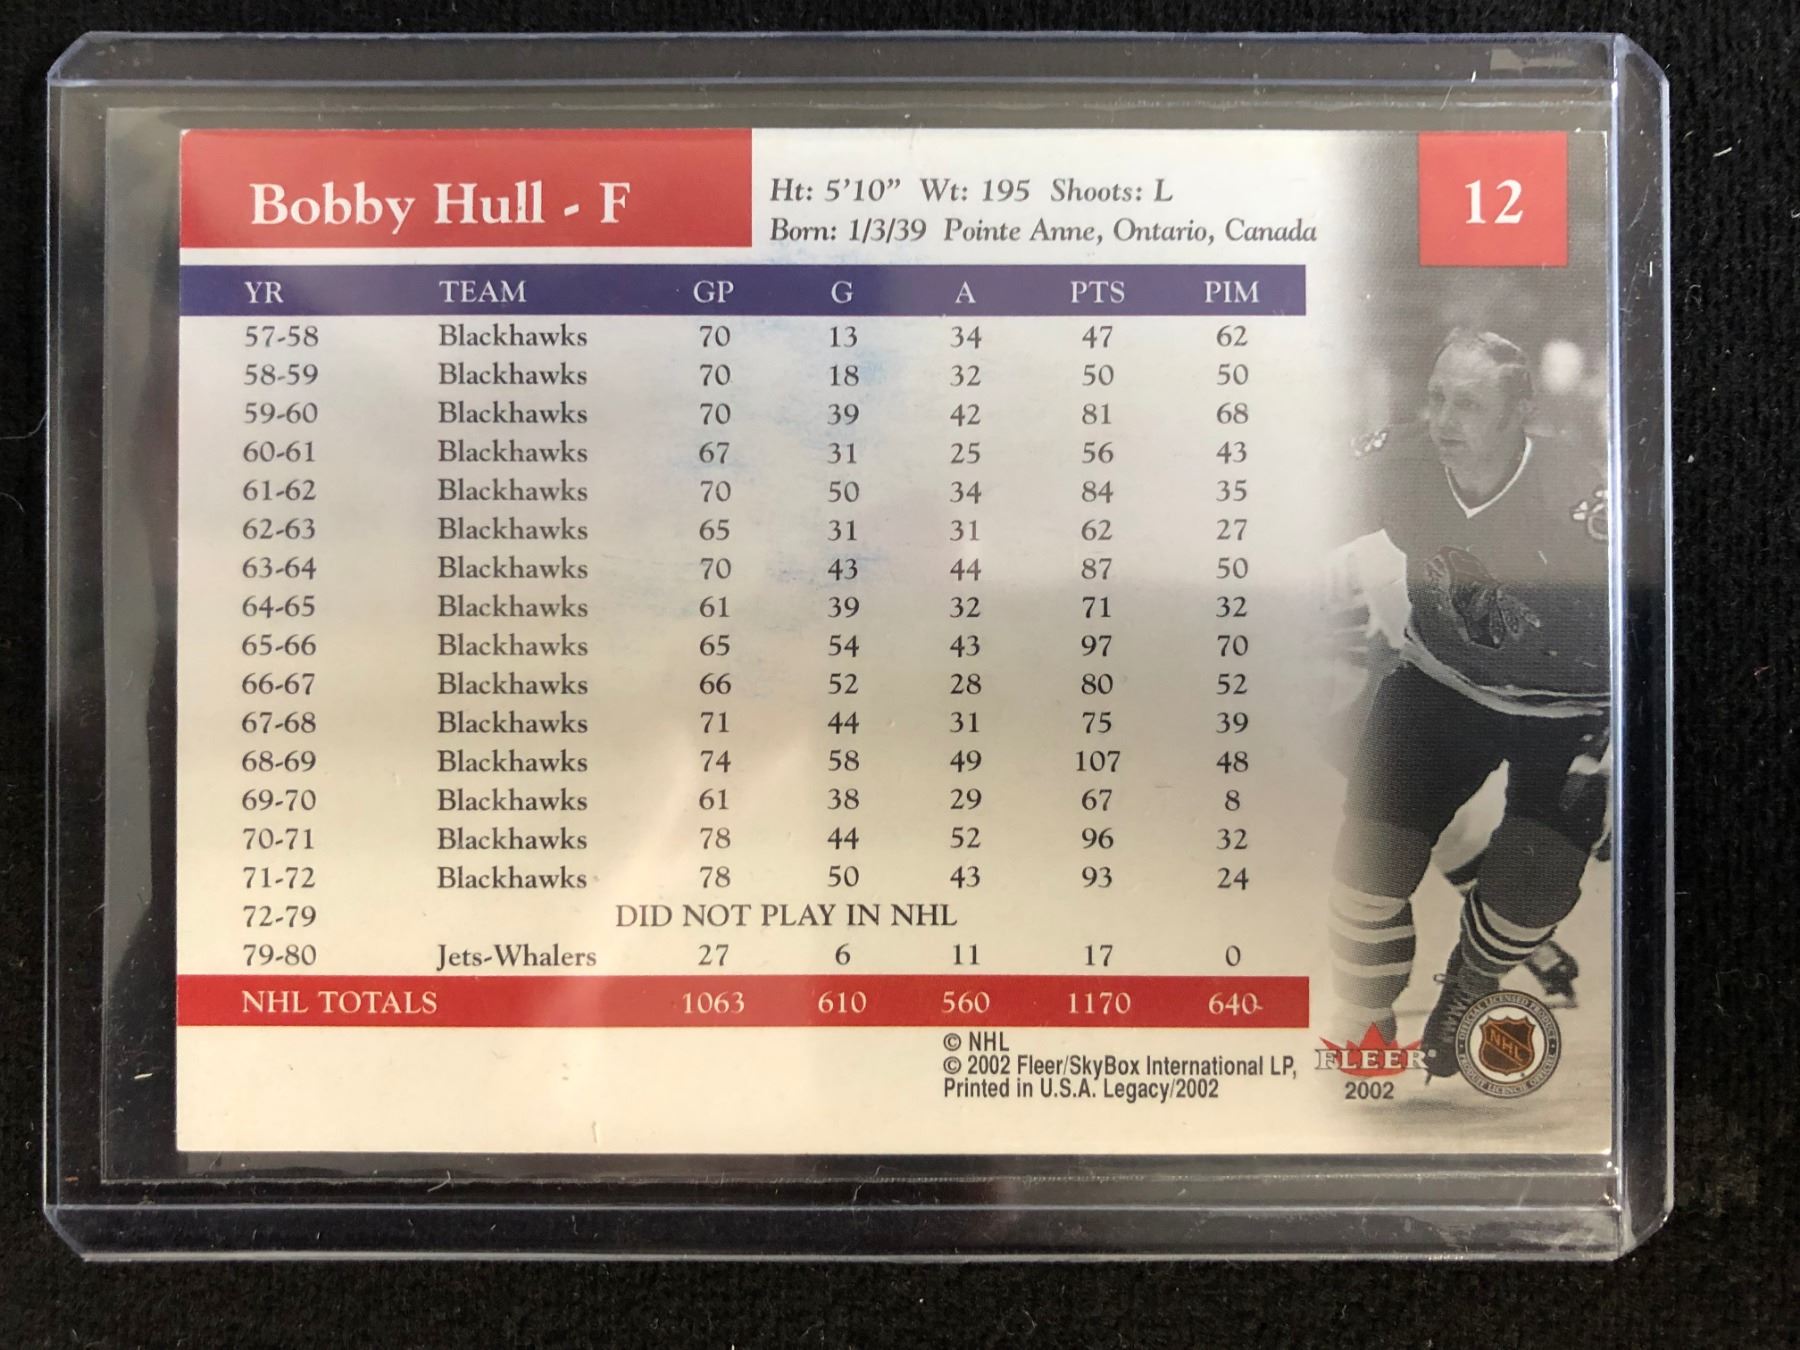 Bobby Hull - F
Ht: 5'10" Wt: 195 Shoots: L
Born: 1/3/39 Pointe Anne, Ontario, Canada
12
YR TEAM GP G A PTS PIM
57-58 Blackhawks 70 13 34 47 62
58-59 Blackhawks 70 18 32 50 50
59-60 Blackhawks 70 39 42 81 68
60-61 Blackhawks 67 31 25 56 43
61-62 Blackhawks 70 50 34 84 35
62-63 Blackhawks 65 31 31 62 27
63-64 Blackhawks 70 43 44 87 50
64-65 Blackhawks 61 39 32 71 32
65-66 Blackhawks 65 54 43 97 70
66-67 Blackhawks 66 52 28 80 52
67-68 Blackhawks 71 44 31 75 39
68-69 Blackhawks 74 58 49 107 48
69-70 Blackhawks 61 38 29 67 8
70-71 Blackhawks 78 44 52 96 32
71-72 Blackhawks 78 50 43 93 24
72-79 DID NOT PLAY IN NHL
79-80 Jets-Whalers 27 6 11 17 0
NHL TOTALS 1063 610 560 1170 640
© NHL
© 2002 Fleer/SkyBox International LP,
Printed in U.S.A. Legacy/2002
FLEER
2002
OFFICIAL LICENSED PRODUCT
NHL